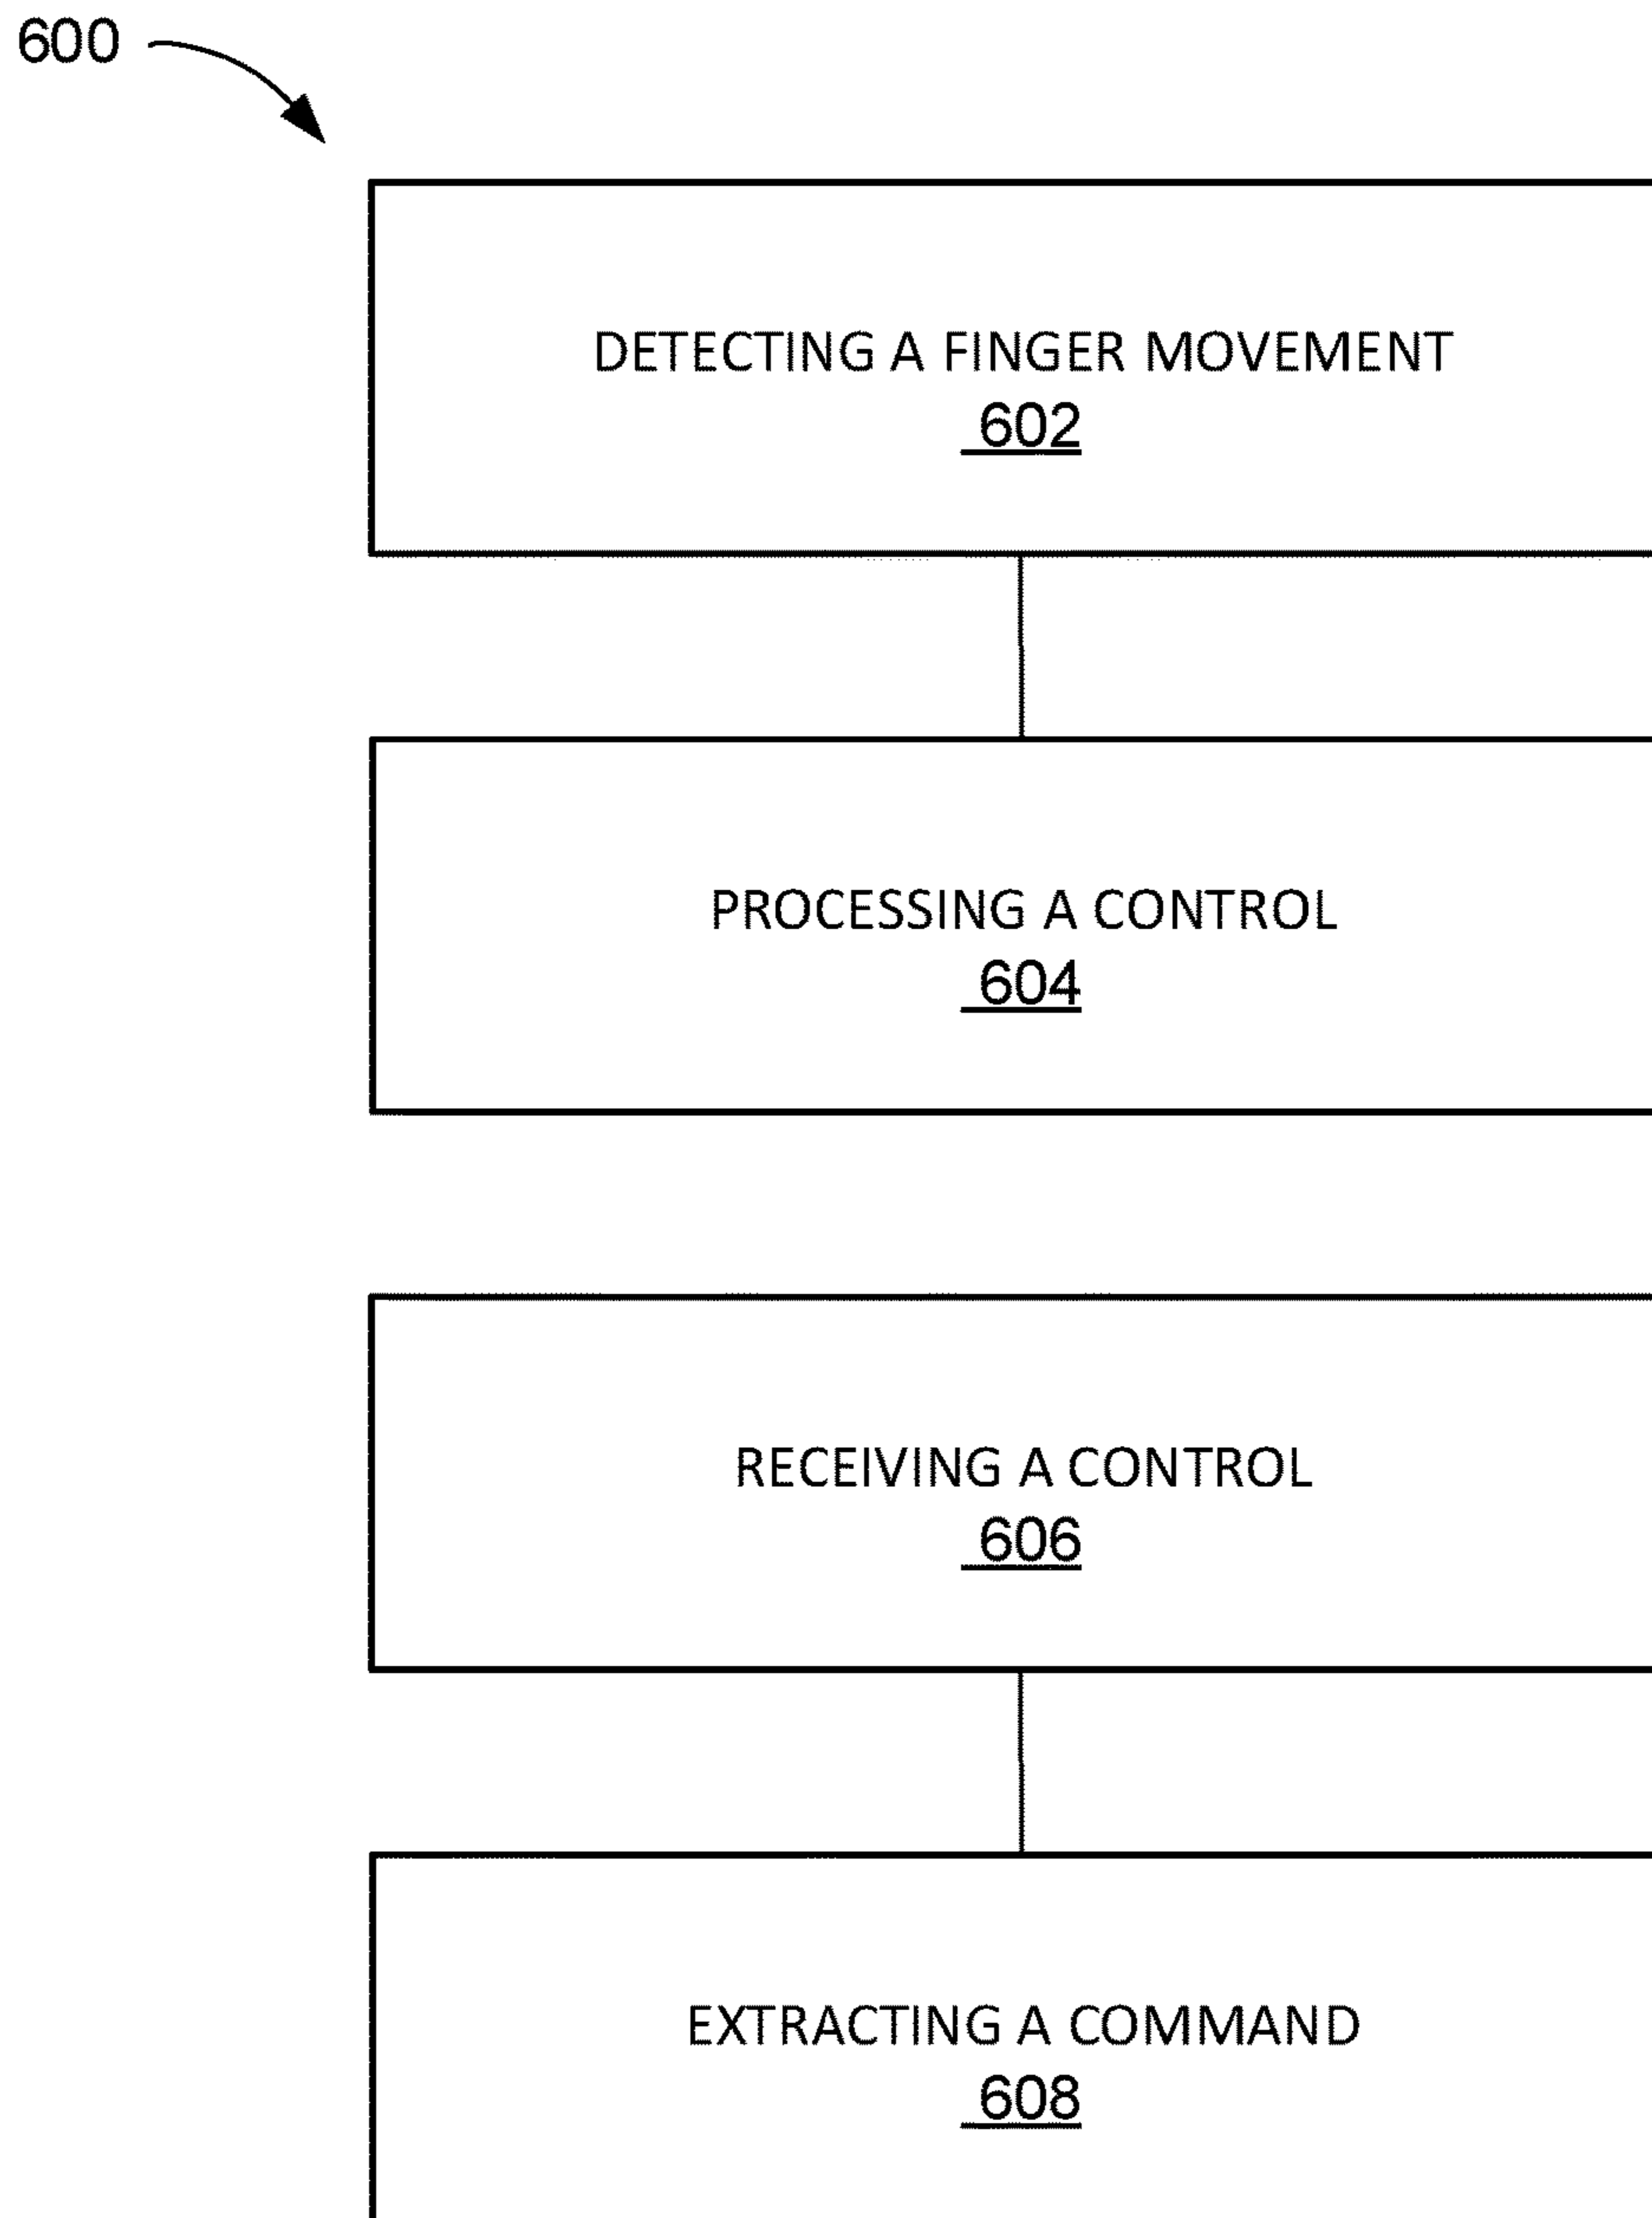 600
DETECTING A FINGER MOVEMENT
602
PROCESSING A CONTROL
604
RECEIVING A CONTROL
606
EXTRACTING A COMMAND
608